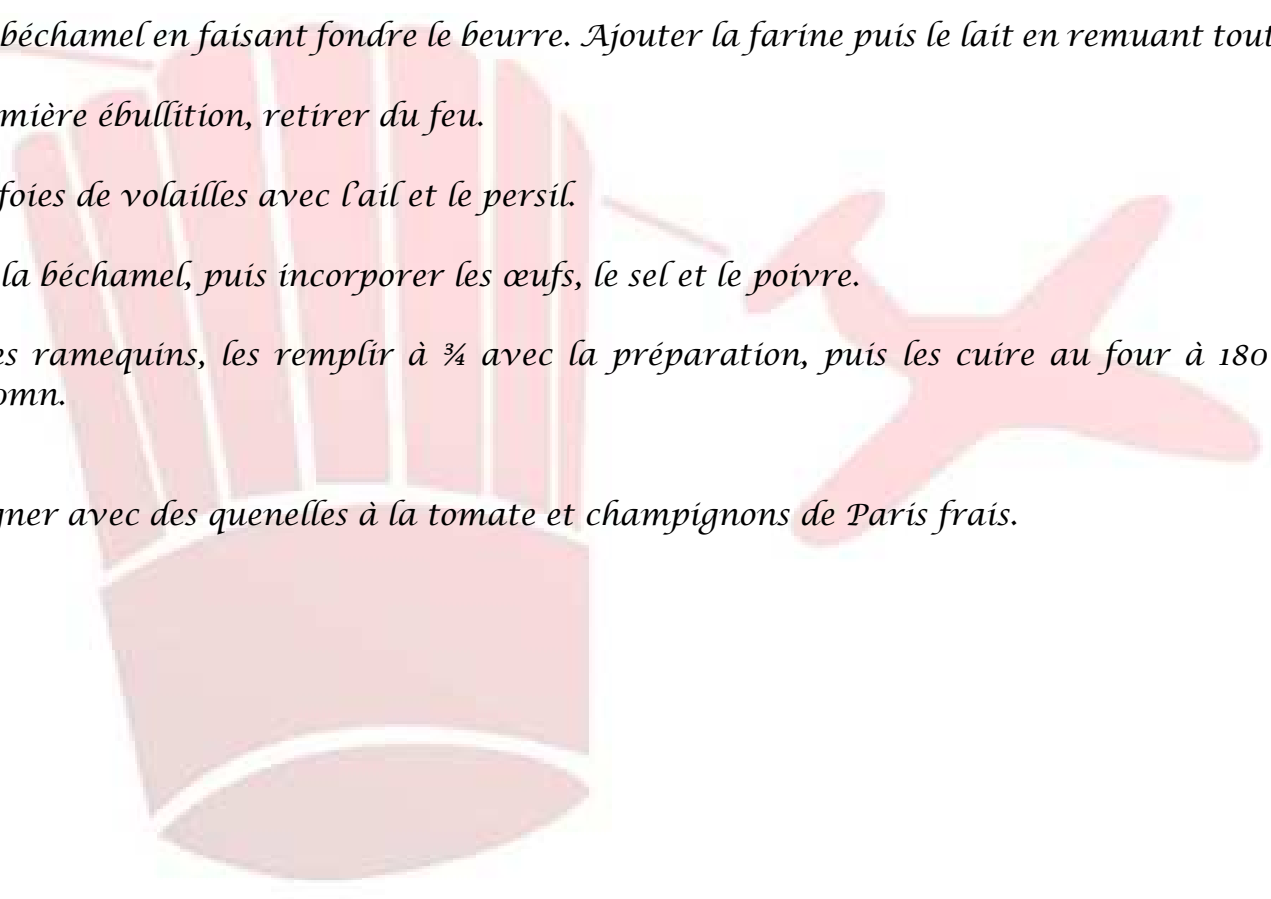 béchamel en faisant fondre le beurre. Ajouter la farine puis le lait en remuant tout
mière ébullition, retirer du feu.
foies de volailles avec l'ail et le persil.
la béchamel, puis incorporer les œufs, le sel et le poivre.
es ramequins, les remplir à ¾ avec la préparation, puis les cuire au four à 180
omn.
gner avec des quenelles à la tomate et champignons de Paris frais.